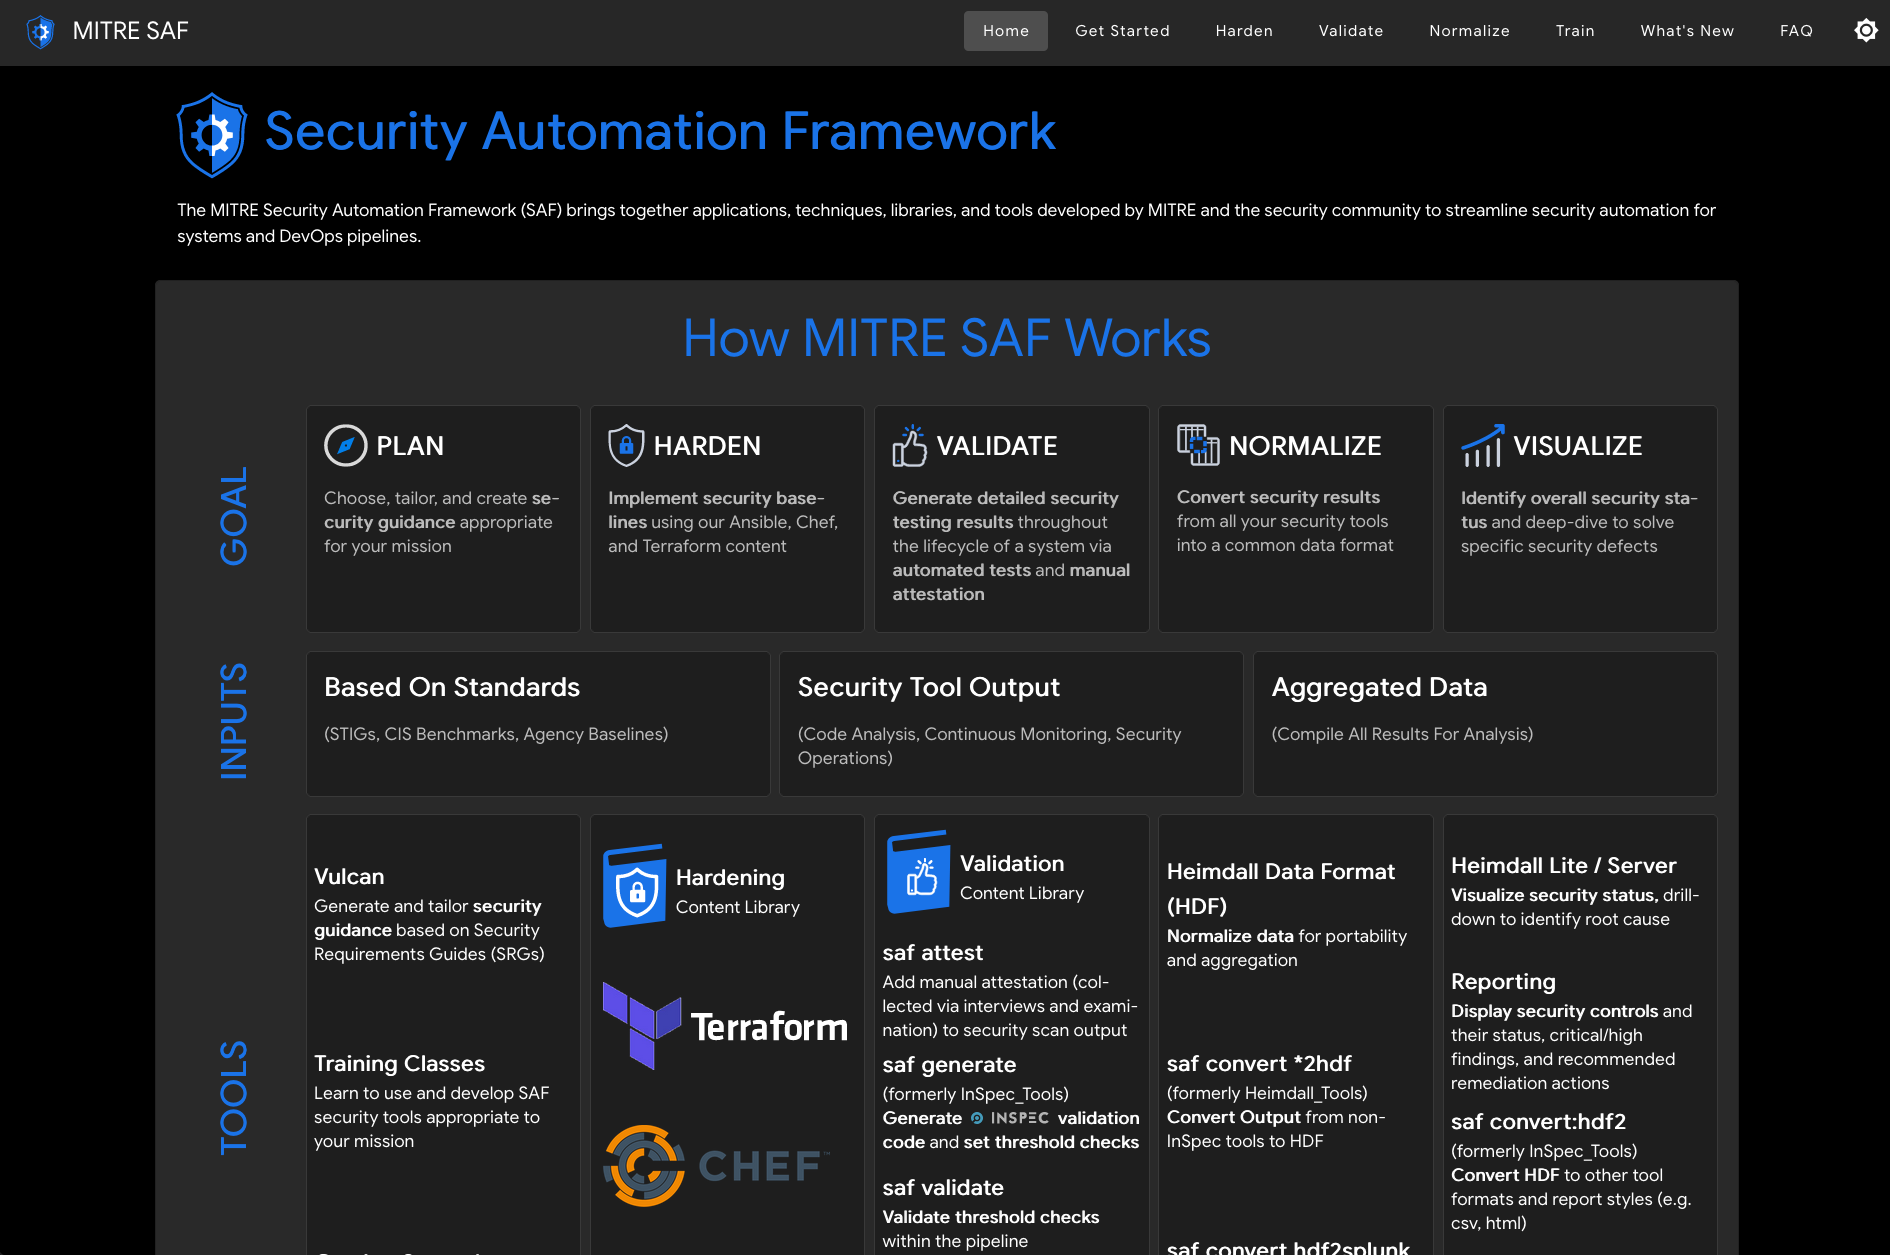 MITRE SAF
Home
Get Started
Harden
Validate
Normalize
Train
What's New
FAQ
Security Automation Framework
The MITRE Security Automation Framework (SAF) brings together applications, techniques, libraries, and tools developed by MITRE and the security community to streamline security automation for
systems and DevOps pipelines.
How MITRE SAF Works
GOAL
PLAN
Choose, tailor, and create se-
curity guidance appropriate
for your mission
HARDEN
Implement security base-
lines using our Ansible, Chef,
and Terraform content
VALIDATE
Generate detailed security
testing results throughout
the lifecycle of a system via
automated tests and manual
attestation
NORMALIZE
Convert security results
from all your security tools
into a common data format
VISUALIZE
Identify overall security sta-
tus and deep-dive to solve
specific security defects
INPUTS
Based On Standards
(STIGs, CIS Benchmarks, Agency Baselines)
Security Tool Output
(Code Analysis, Continuous Monitoring, Security
Operations)
Aggregated Data
(Compile All Results For Analysis)
TOOLS
Vulcan
Generate and tailor security
guidance based on Security
Requirements Guides (SRGs)
Training Classes
Learn to use and develop SAF
security tools appropriate to
your mission
Hardening
Content Library
Terraform
CHEF™
Validation
Content Library
saf attest
Add manual attestation (col-
lected via interviews and exami-
nation) to security scan output
saf generate
(formerly InSpec_Tools)
Generate INSPEC validation
code and set threshold checks
saf validate
Validate threshold checks
within the pipeline
Heimdall Data Format
(HDF)
Normalize data for portability
and aggregation
saf convert *2hdf
(formerly Heimdall_Tools)
Convert Output from non-
InSpec tools to HDF
saf convert hdf2splunk
Heimdall Lite / Server
Visualize security status, drill-
down to identify root cause
Reporting
Display security controls and
their status, critical/high
findings, and recommended
remediation actions
saf convert:hdf2
(formerly InSpec_Tools)
Convert HDF to other tool
formats and report styles (e.g.
csv, html)